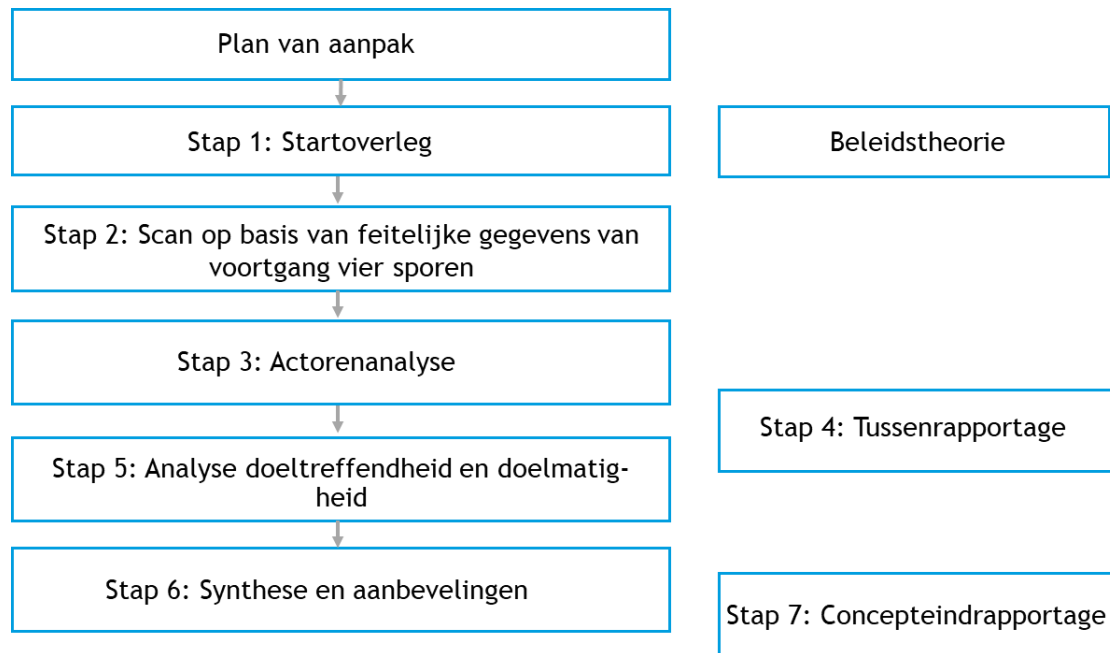 Plan van aanpak
Stap 1: Startoverleg
Beleidstheorie
Stap 2: Scan op basis van feitelijke gegevens van
voortgang vier sporen
Stap 3: Actorenanalyse
Stap 4: Tussenrapportage
Stap 5: Analyse doeltreffendheid en doelmatig-
heid
Stap 6: Synthese en aanbevelingen
Stap 7: Concepteindrapportage